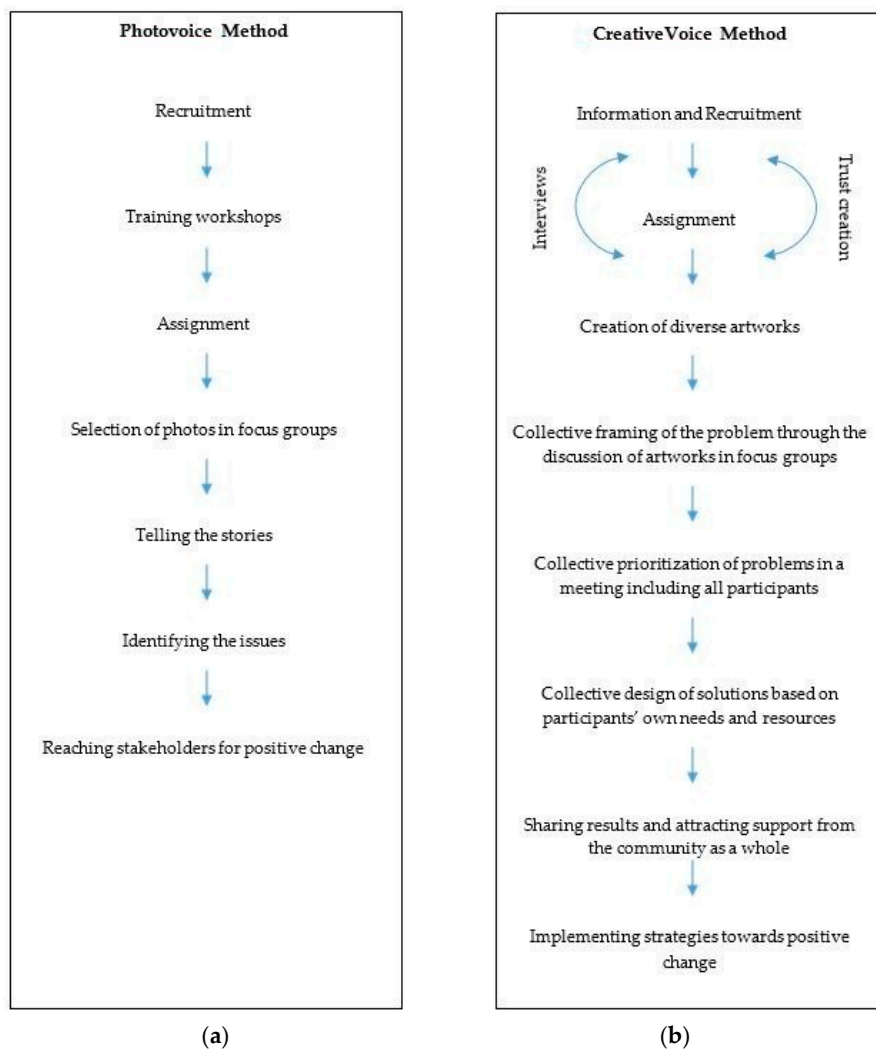 Photovoice Method
Recruitment
Training workshops
Assignment
Selection of photos in focus groups
Telling the stories
Identifying the issues
Reaching stakeholders for positive change
(a)
CreativeVoice Method
Information and Recruitment
Interviews
Trust creation
Assignment
Creation of diverse artworks
Collective framing of the problem through the
discussion of artworks in focus groups
Collective prioritization of problems in a
meeting including all participants
Collective design of solutions based on
participants’ own needs and resources
Sharing results and attracting support from
the community as a whole
Implementing strategies towards positive
change
(b)